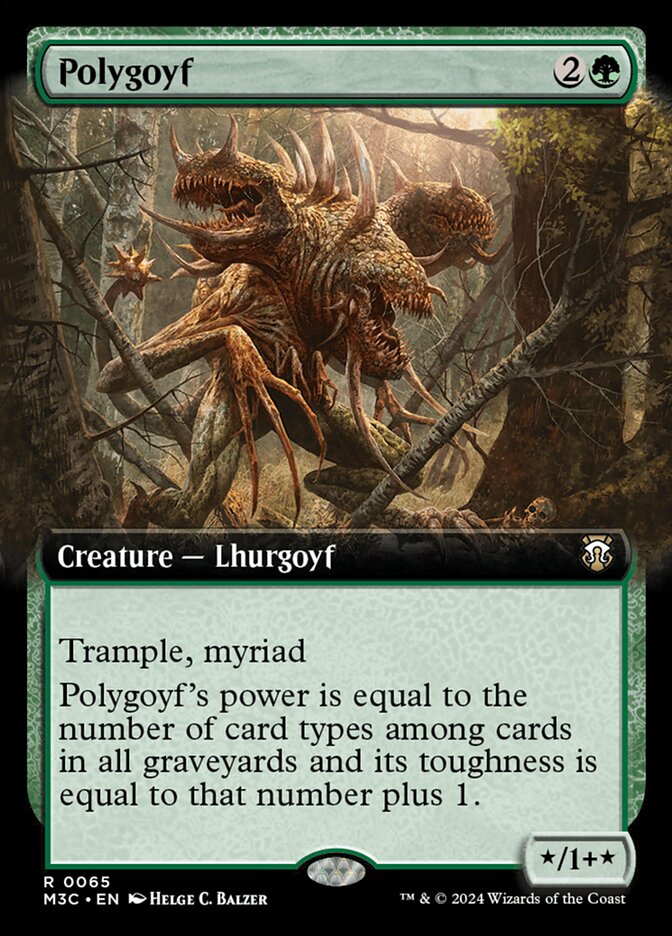 Polygoyf 2
Creature — Lhurgoyf
Trample, myriad
Polygoyf's power is equal to the
number of card types among cards
in all graveyards and its toughness is
equal to that number plus 1.
★/1+★
R 0065
M3C • EN Helge C. Balzer
™ & © 2024 Wizards of the Coast